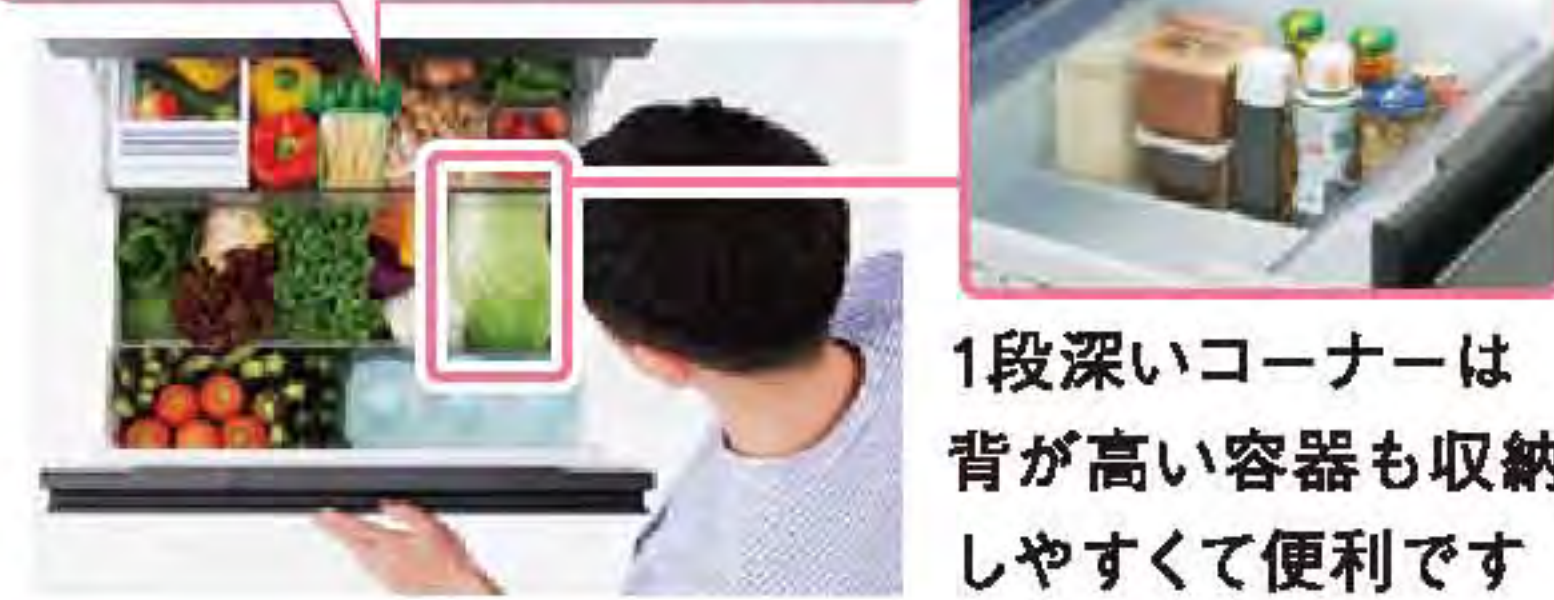 1段深いコーナーは
背が高い容器も収納
しやすくて便利です